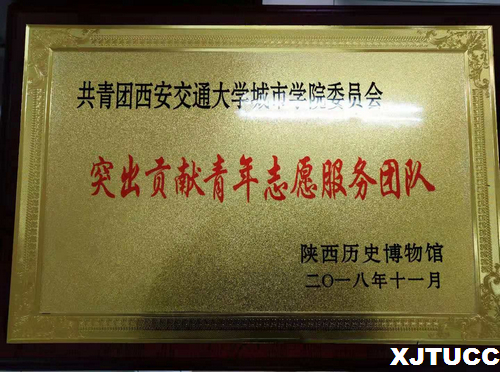 共青团西安交通大学城市学院委员会
突出贡献青年志愿服务团队
陕西历史博物馆
二〇一八年十一月
XJTUCC